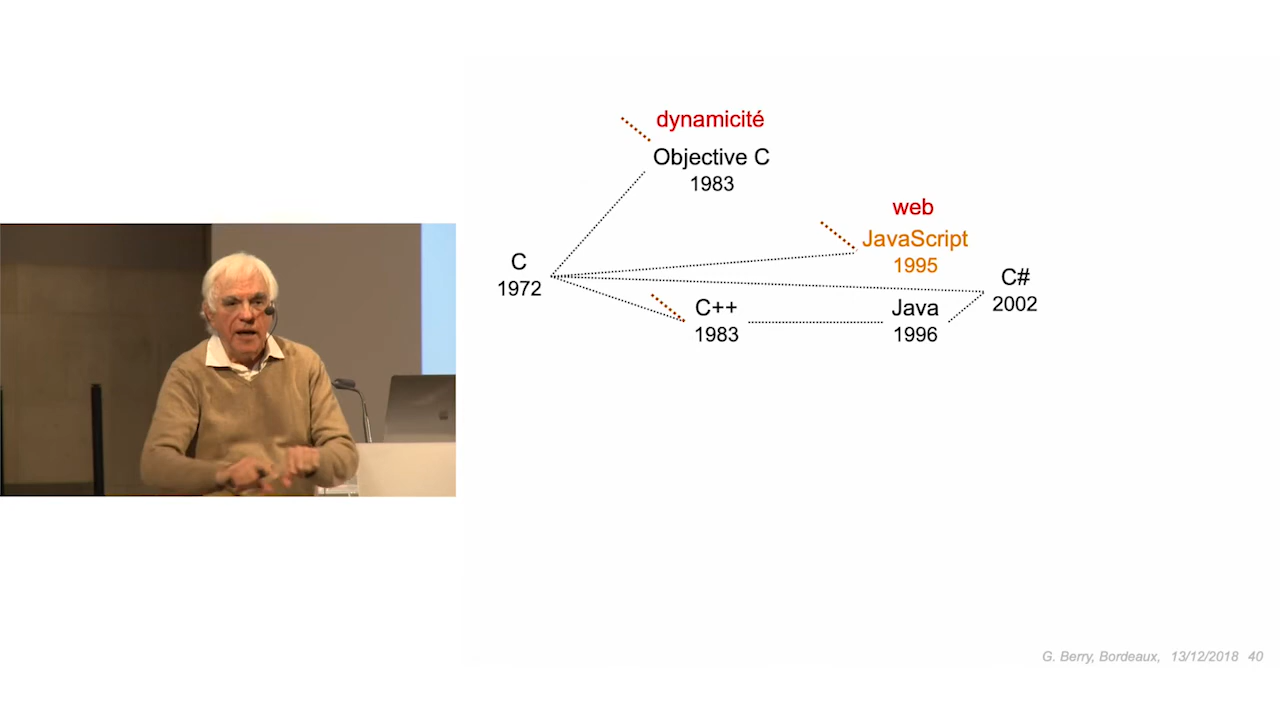 dynamicité
Objective C
1983
web
JavaScript
1995
C
1972
C#
2002
C++
1983
Java
1996
G. Berry, Bordeaux, 13/12/2018 40